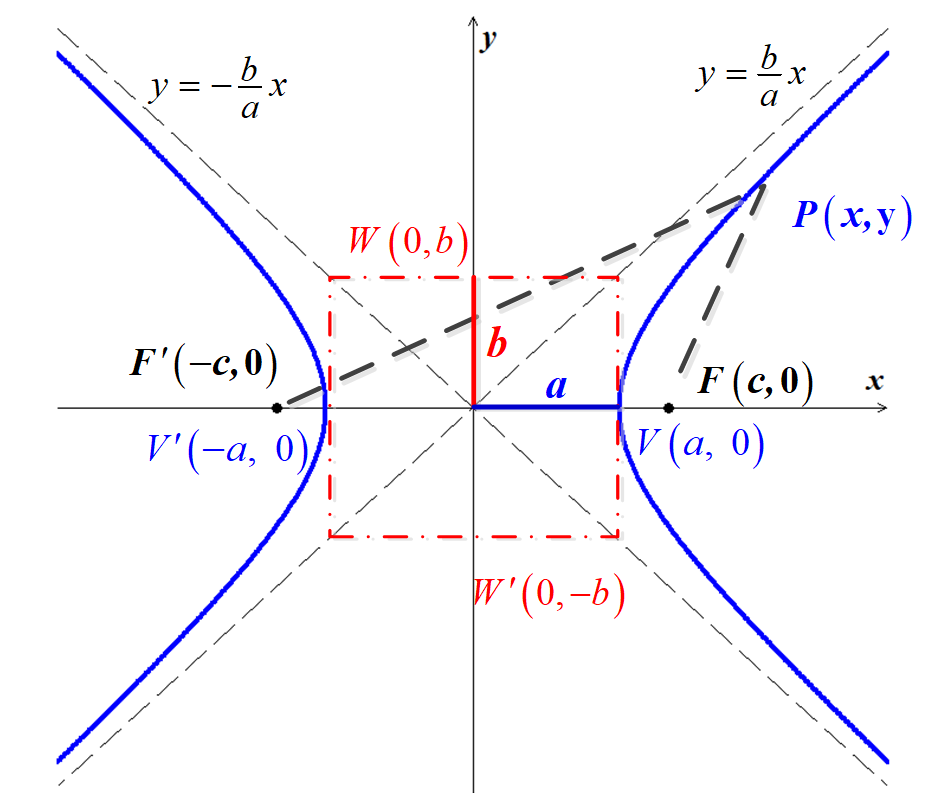 y
y = -b/a x
y = b/a x
P(x,y)
W(0,b)
b
F′(−c,0)
a
F(c,0)
x
V′(−a, 0)
V(a, 0)
W′(0,−b)